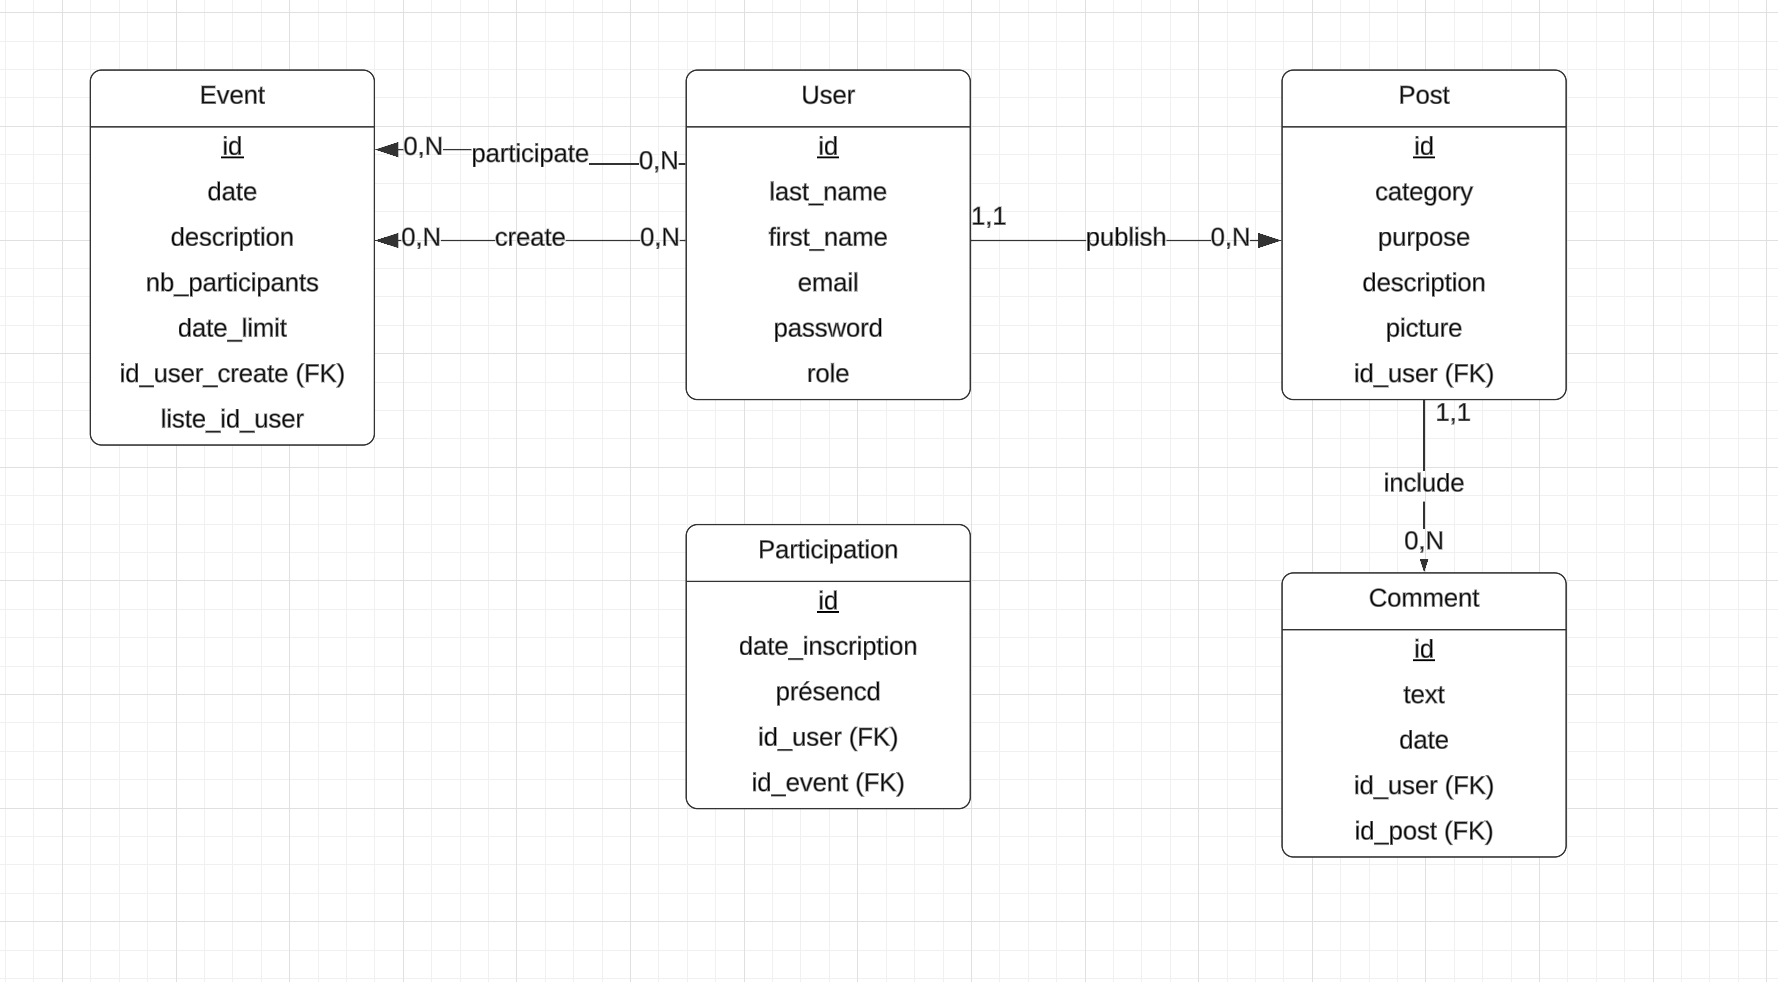 Event
id
date
description
nb_participants
date_limit
id_user_create (FK)
liste_id_user
0,N participate 0,N
0,N create 0,N
User
id
last_name
first_name
email
password
role
1,1
publish 0,N
Post
id
category
purpose
description
picture
id_user (FK)
1,1
include
0,N
Participation
id
date_inscription
présencd
id_user (FK)
id_event (FK)
Comment
id
text
date
id_user (FK)
id_post (FK)